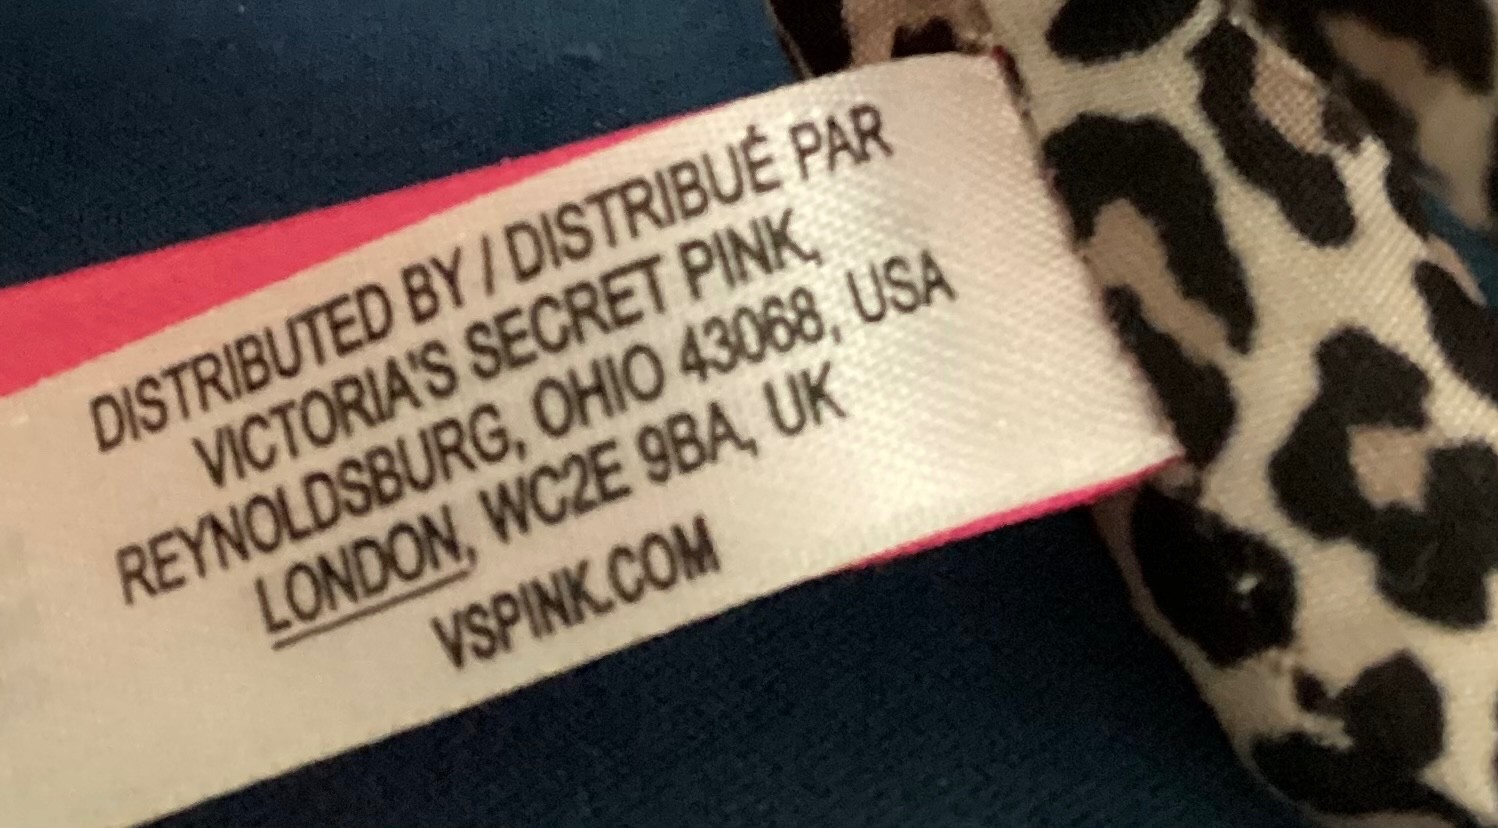 DISTRIBUTED BY / DISTRIBUÉ PAR
VICTORIA'S SECRET PINK,
REYNOLDSBURG, OHIO 43068, USA
LONDON, WC2E 9BA, UK
VSPINK.COM